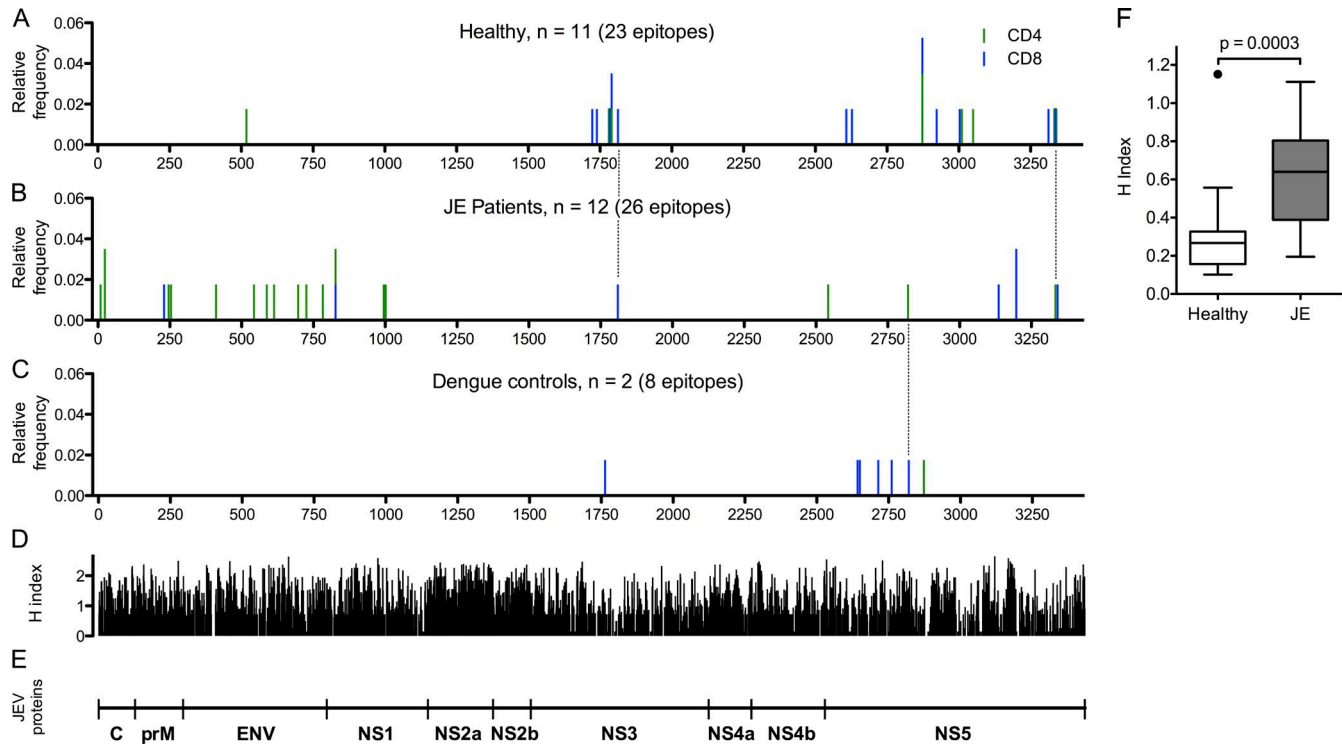 A
Relative
frequency
0.06
0.04
0.02
0.00
Healthy, n = 11 (23 epitopes)
CD4
CD8
0 250 500 750 1000 1250 1500 1750 2000 2250 2500 2750 3000 3250
B
Relative
frequency
0.06
0.04
0.02
0.00
JE Patients, n = 12 (26 epitopes)
0 250 500 750 1000 1250 1500 1750 2000 2250 2500 2750 3000 3250
C
Relative
frequency
0.06
0.04
0.02
0.00
Dengue controls, n = 2 (8 epitopes)
0 250 500 750 1000 1250 1500 1750 2000 2250 2500 2750 3000 3250
D
H index
2
1
0
E
JEV
proteins
C prM ENV NS1 NS2a NS2b NS3 NS4a NS4b NS5
F
p = 0.0003
H Index
1.2
1.0
0.8
0.6
0.4
0.2
0.0
Healthy JE